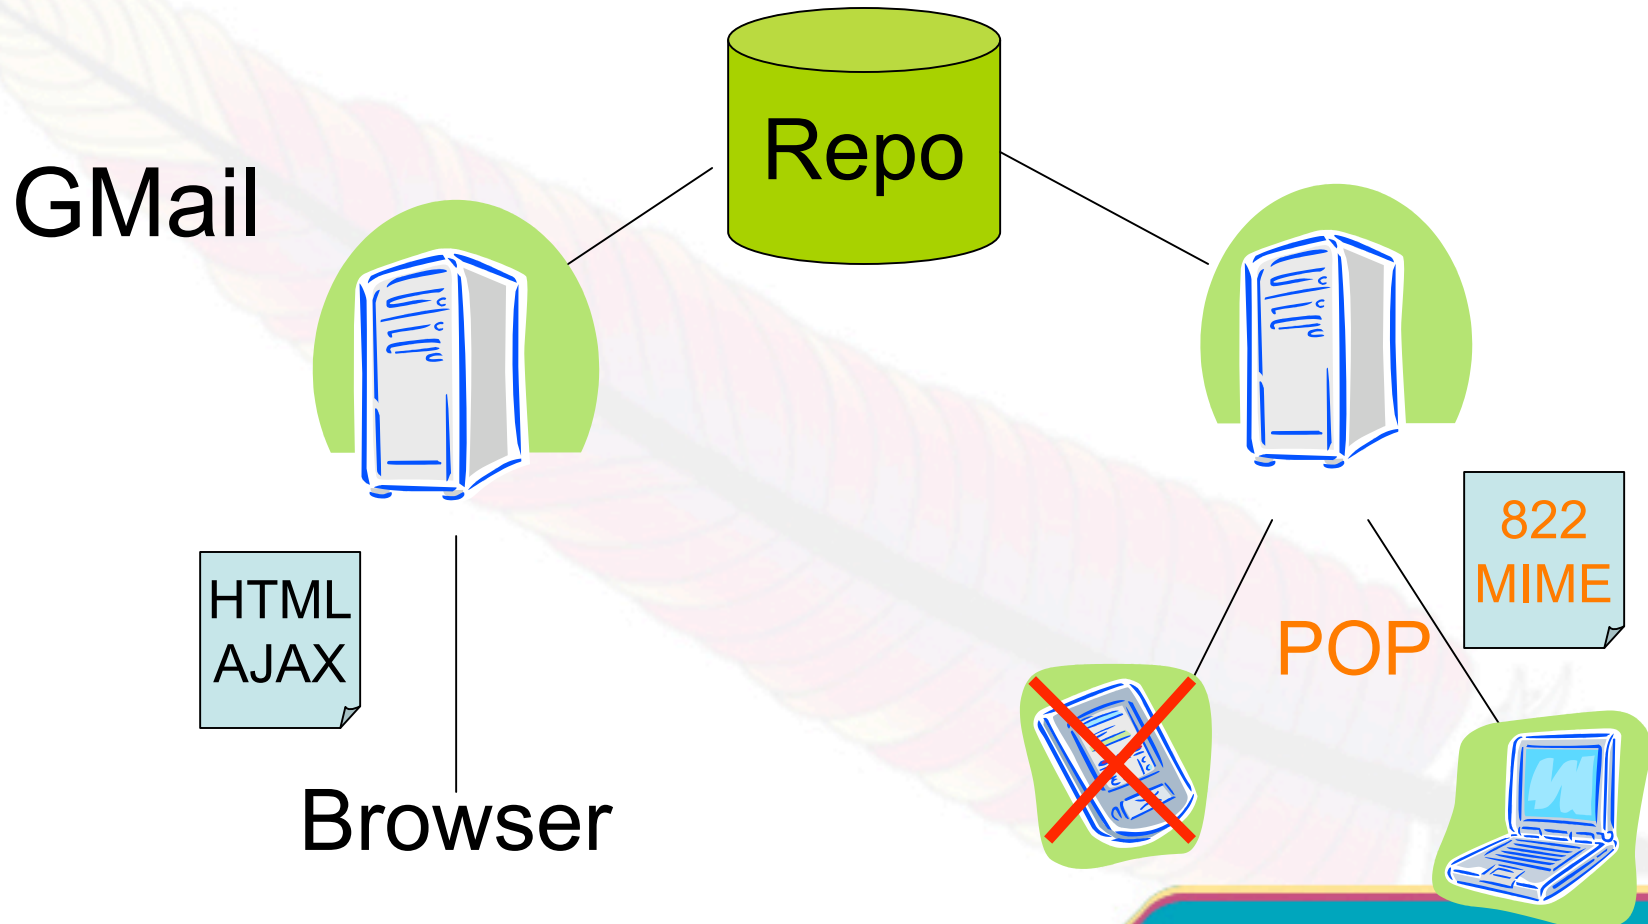 Repo
GMail
822
MIME
HTML
AJAX
POP
Browser